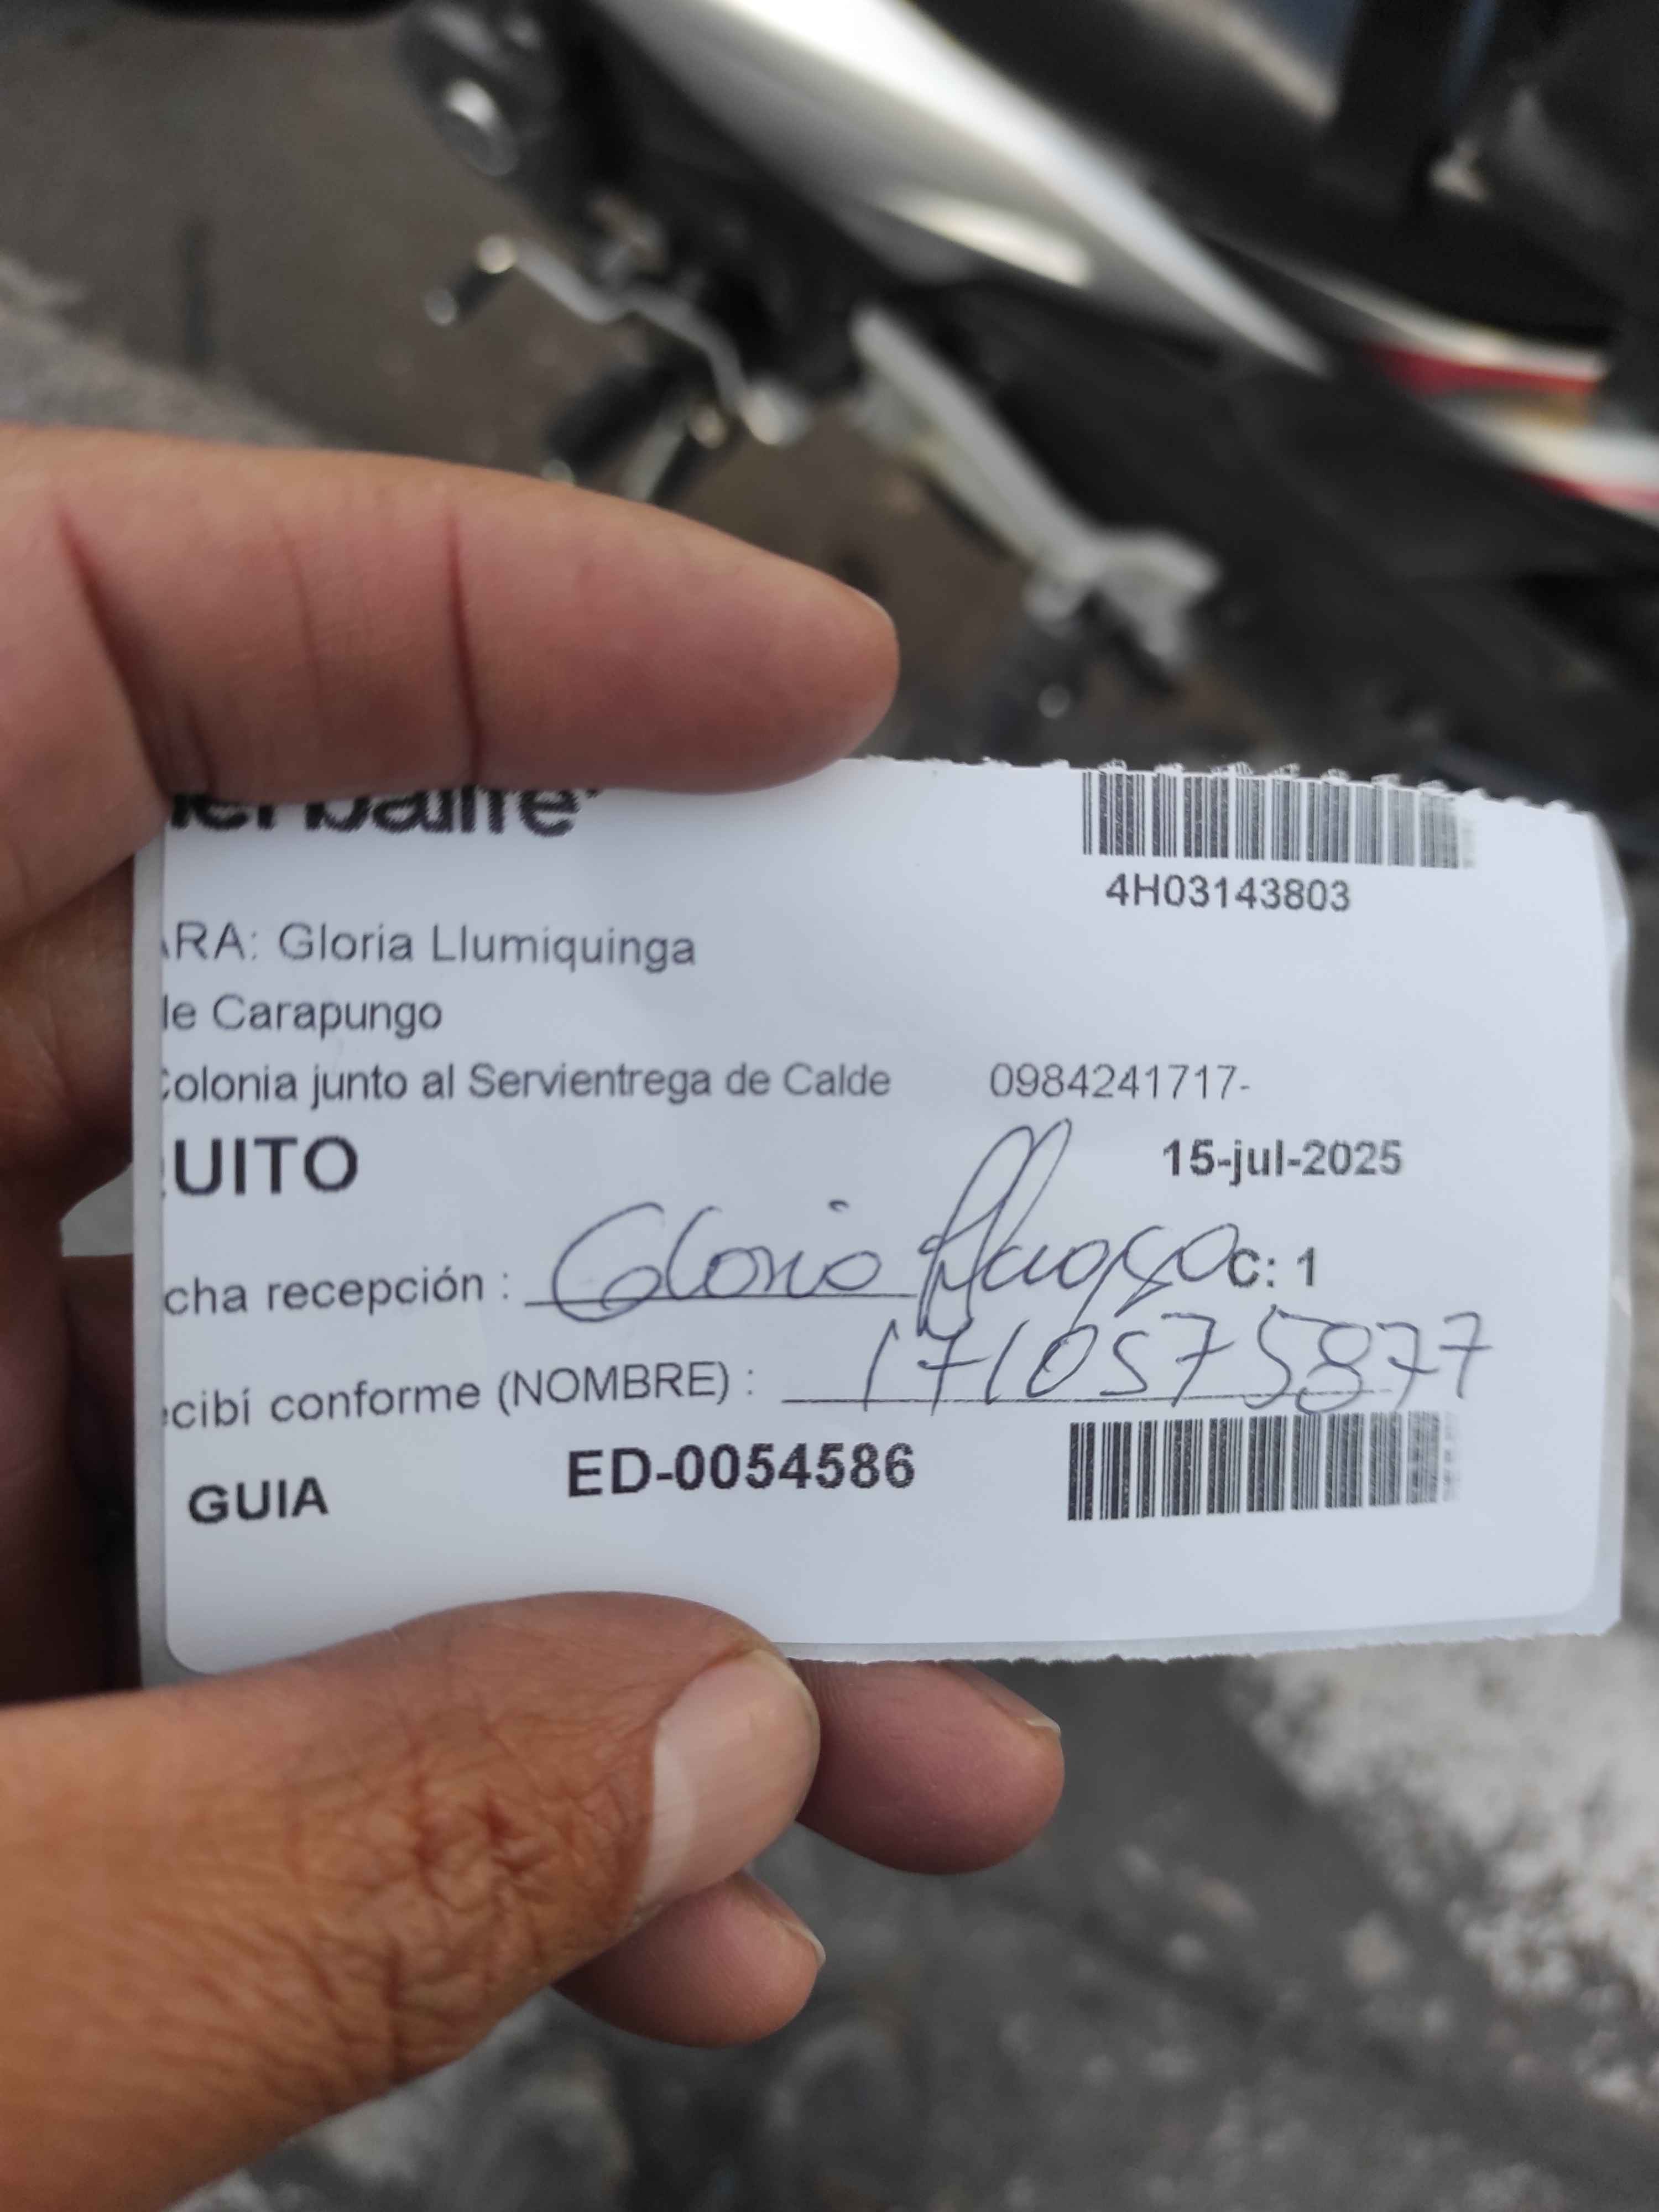 4H03143803
ARA: Gloria Llumiquinga
le Carapungo
Colonia junto al Servientrega de Calde 0984241717-
QUITO 15-jul-2025
cha recepción : Gloria C: 1
ecibí conforme (NOMBRE) : 1710575877
GUIA ED-0054586